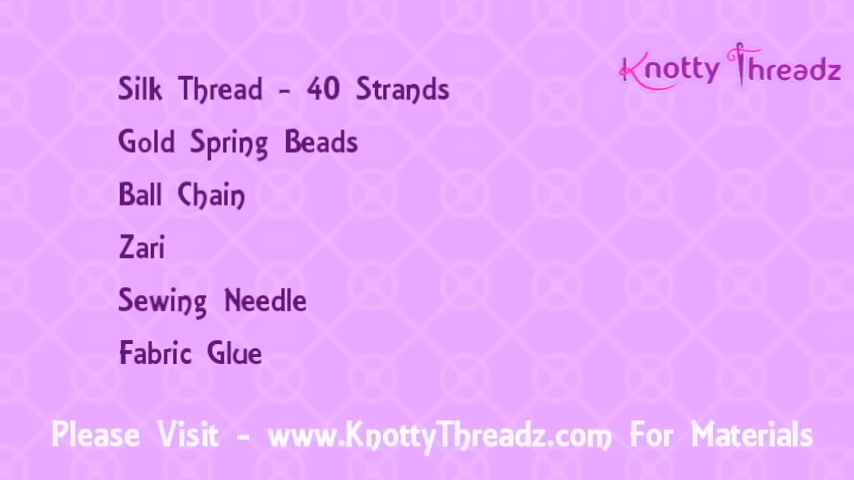 Knotty Threadz
Silk Thread - 40 Strands
Gold Spring Beads
Ball Chain
Zari
Sewing Needle
Fabric Glue
Please Visit - www.KnottyThreadz.com For Materials